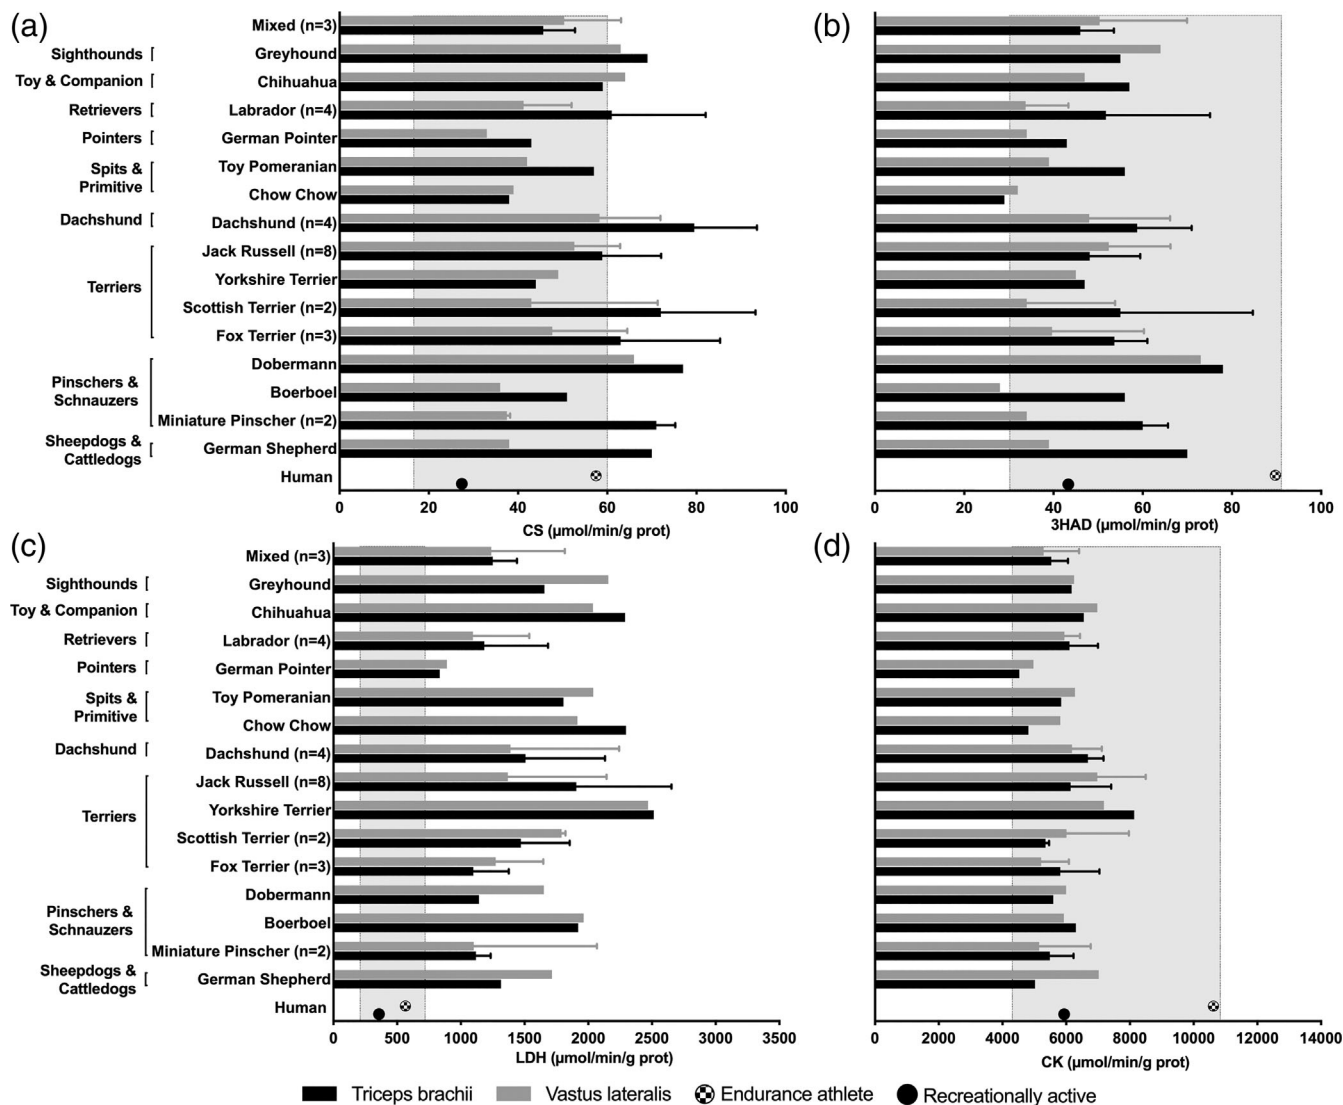 (a)
Mixed (n=3)
Sighthounds
Greyhound
Toy & Companion
Chihuahua
Retrievers
Labrador (n=4)
Pointers
German Pointer
Spits &
Primitive
Toy Pomeranian
Chow Chow
Dachshund
Dachshund (n=4)
Terriers
Jack Russell (n=8)
Yorkshire Terrier
Scottish Terrier (n=2)
Fox Terrier (n=3)
Pinschers &
Schnauzers
Dobermann
Boerboel
Miniature Pinscher (n=2)
Sheepdogs &
Cattledogs
German Shepherd
Human
0 20 40 60 80 100
CS (µmol/min/g prot)
(b)
0 20 40 60 80 100
3HAD (µmol/min/g prot)
(c)
Mixed (n=3)
Sighthounds
Greyhound
Toy & Companion
Chihuahua
Retrievers
Labrador (n=4)
Pointers
German Pointer
Spits &
Primitive
Toy Pomeranian
Chow Chow
Dachshund
Dachshund (n=4)
Terriers
Jack Russell (n=8)
Yorkshire Terrier
Scottish Terrier (n=2)
Fox Terrier (n=3)
Pinschers &
Schnauzers
Dobermann
Boerboel
Miniature Pinscher (n=2)
Sheepdogs &
Cattledogs
German Shepherd
Human
0 500 1000 1500 2000 2500 3000 3500
LDH (µmol/min/g prot)
(d)
0 2000 4000 6000 8000 10000 12000 14000
CK (µmol/min/g prot)
Triceps brachii Vastus lateralis Endurance athlete Recreationally active